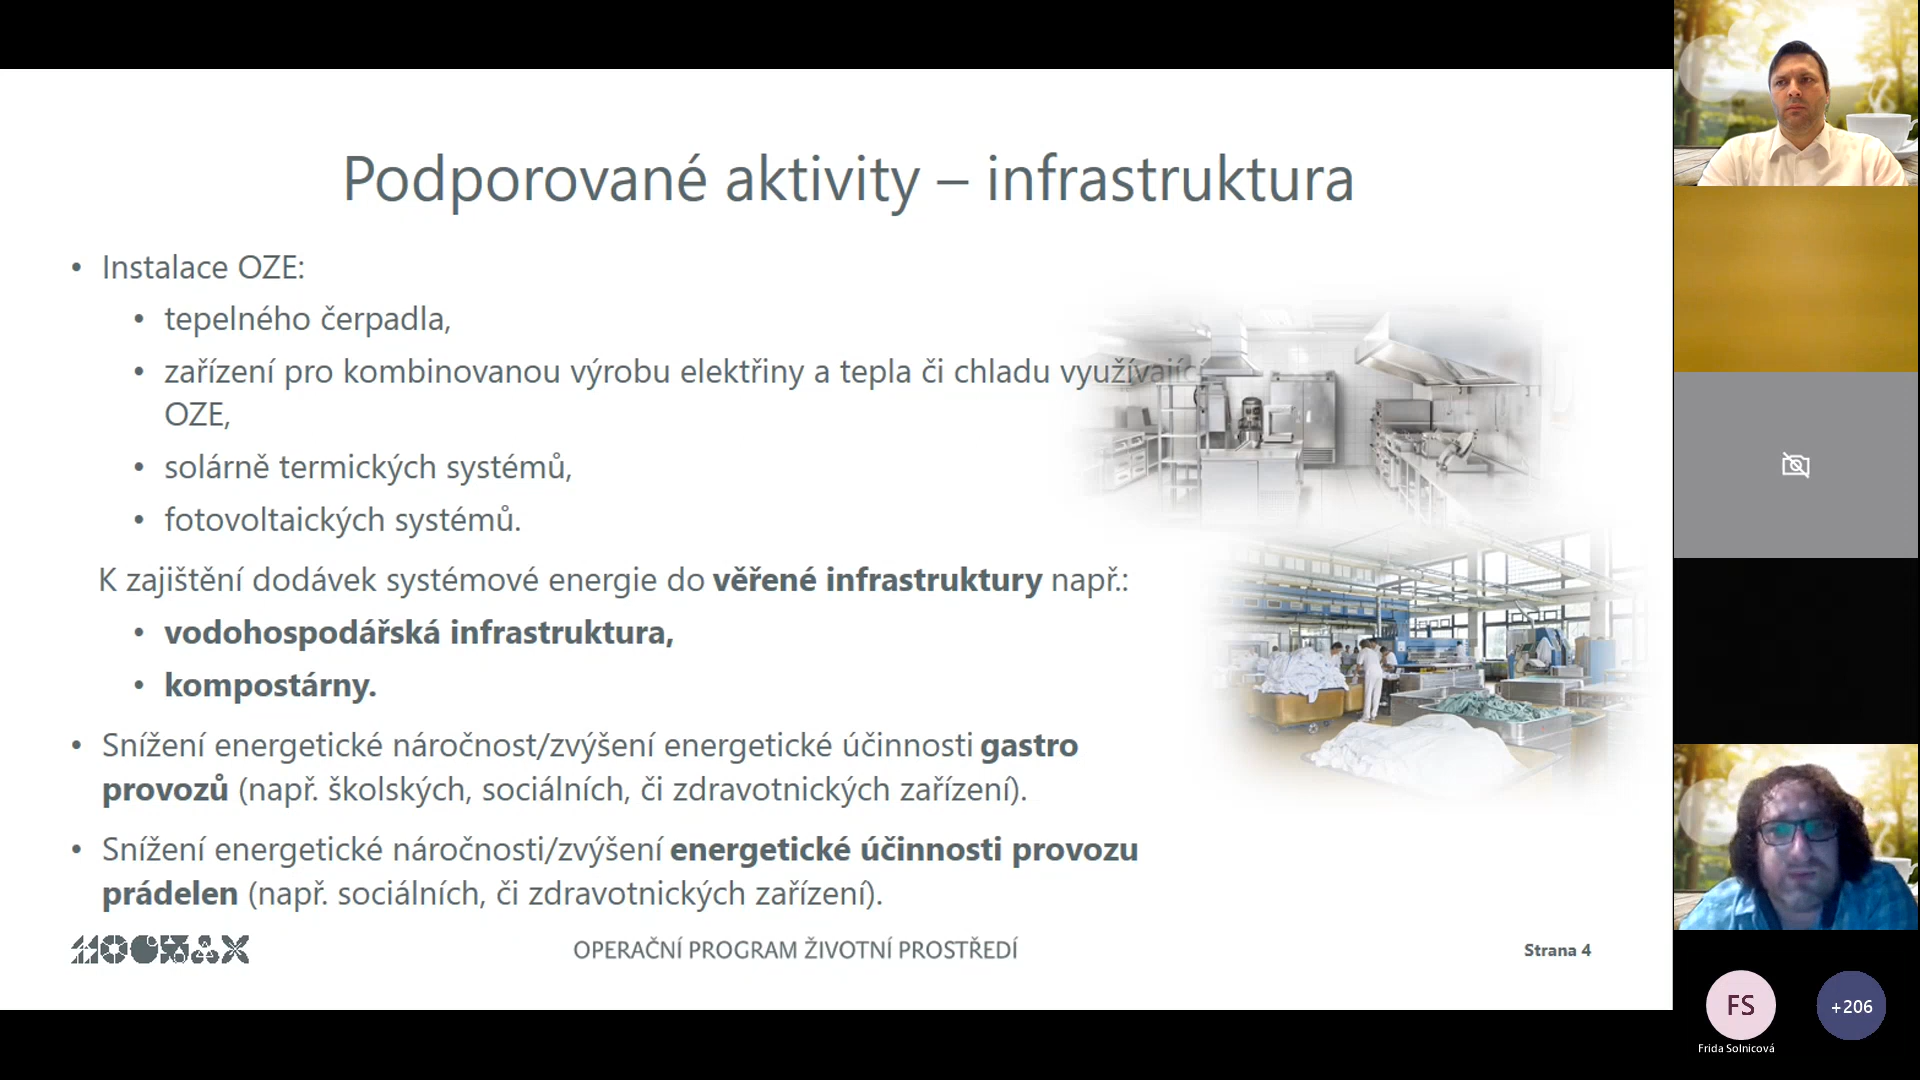 Podporované aktivity – infrastruktura
• Instalace OZE:
• tepelného čerpadla,
• zařízení pro kombinovanou výrobu elektřiny a tepla či chladu využívající
OZE,
• solárně termických systémů,
• fotovoltaických systémů.
K zajištění dodávek systémové energie do věřené infrastruktury např.:
• vodohospodářská infrastruktura,
• kompostárny.
• Snížení energetické náročnost/zvýšení energetické účinnosti gastro
provozů (např. školských, sociálních, či zdravotnických zařízení).
• Snížení energetické náročnosti/zvýšení energetické účinnosti provozu
prádelen (např. sociálních, či zdravotnických zařízení).
OPERAČNÍ PROGRAM ŽIVOTNÍ PROSTŘEDÍ
Strana 4
FS
+206
Frida Solnicová